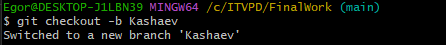 Egor@DESKTOP-J1LBN39 MINGW64 /c/ITVPD/FinalWork (main)
$ git checkout -b Kashaev
Switched to a new branch 'Kashaev'